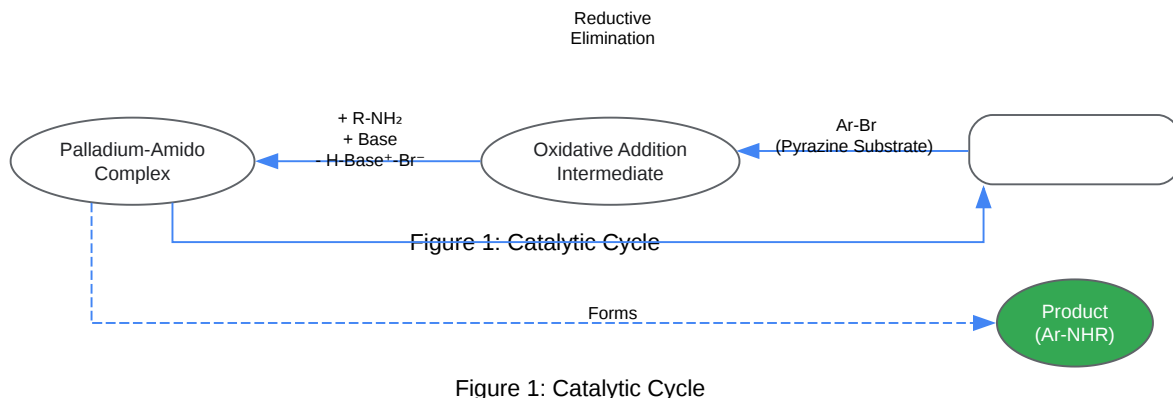 Reductive
Elimination
+ R-NH₂
+ Base
- H-Base⁺-Br⁻
Ar-Br
(Pyrazine Substrate)
Palladium-Amido
Complex
Oxidative Addition
Intermediate
Figure 1: Catalytic Cycle
Forms
Product
(Ar-NHR)
Figure 1: Catalytic Cycle